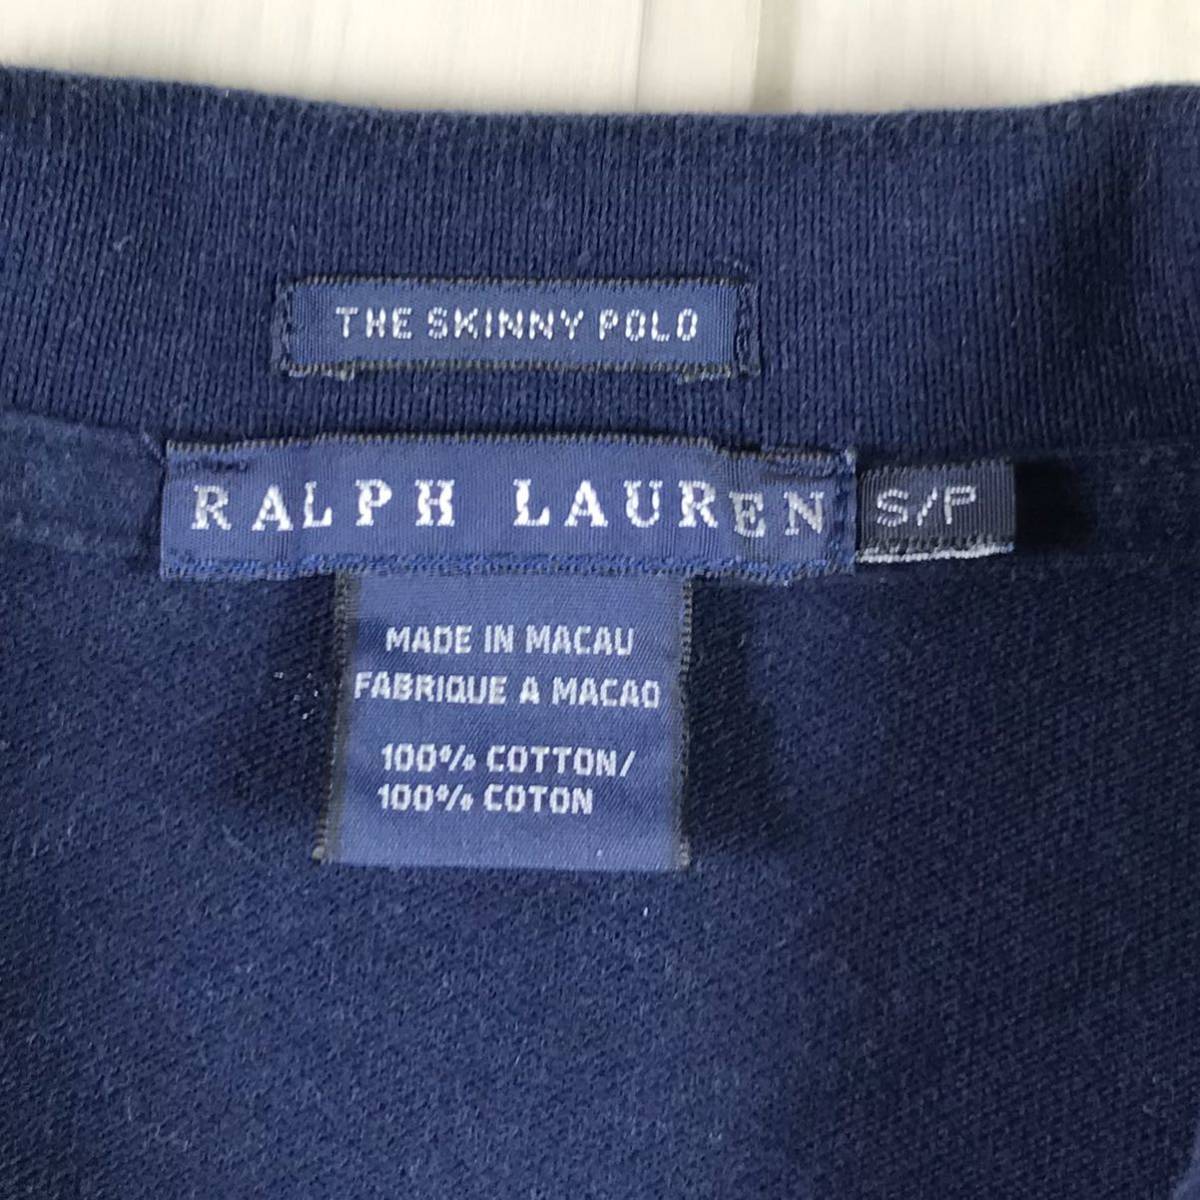 THE SKINNY POLO
RALPH LAUREN
S/P
MADE IN MACAU
FABRIQUE A MACAO
100% COTTON/
100% COTON